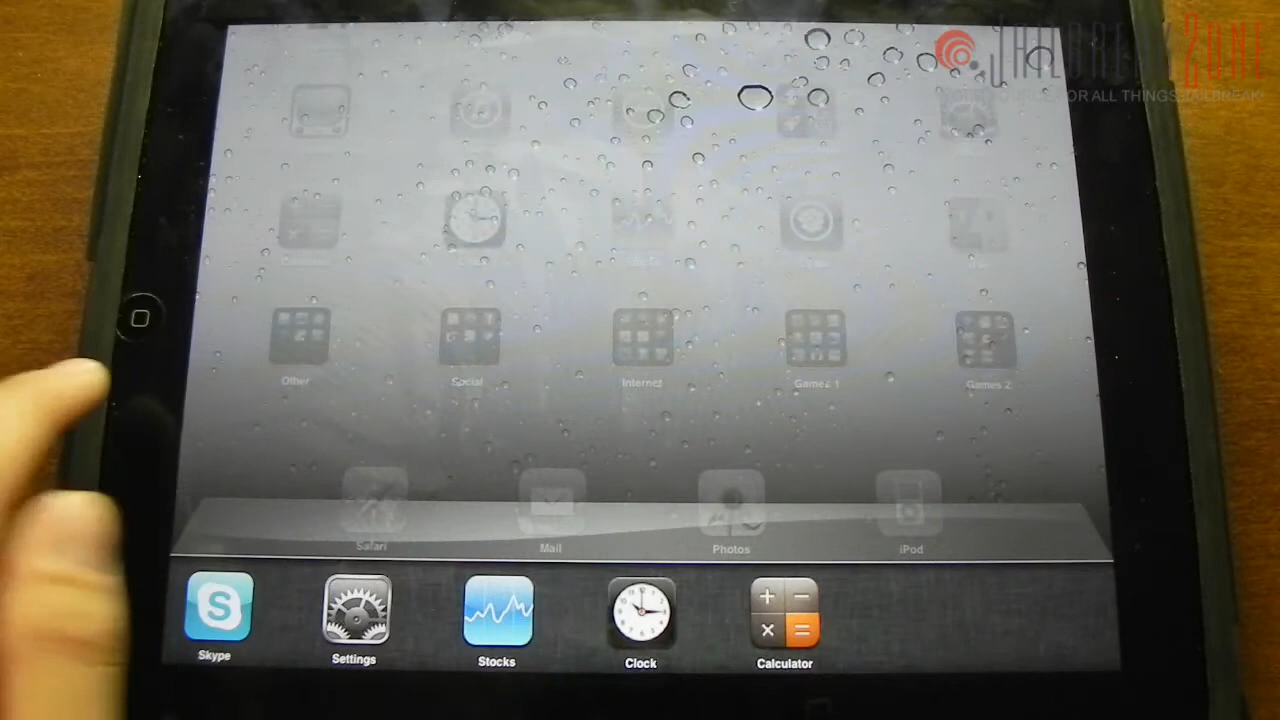 JAILBREAK ZONE
FOR ALL THINGS JAILBREAK!
Other Social Internet Games 1 Games 2
Safari Mail Photos iPod
Skype Settings Stocks Clock Calculator